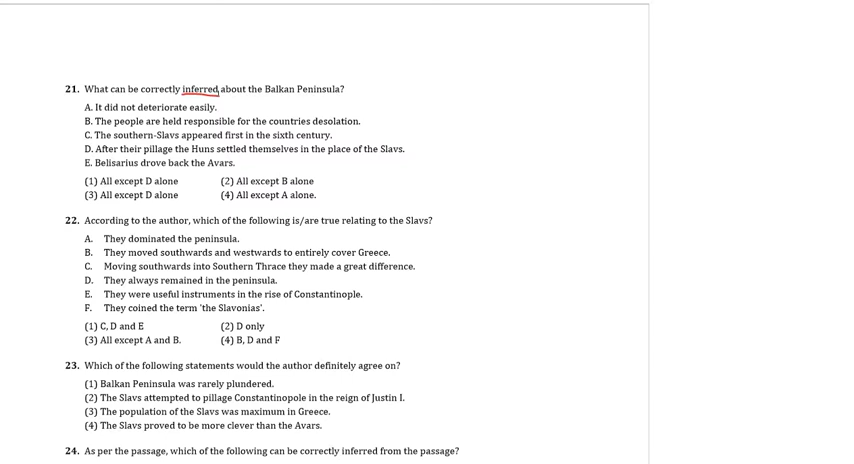 21. What can be correctly inferred about the Balkan Peninsula?
A. It did not deteriorate easily.
B. The people are held responsible for the countries desolation.
C. The southern-Slavs appeared first in the sixth century.
D. After their pillage the Huns settled themselves in the place of the Slavs.
E. Belisarius drove back the Avars.
(1) All except D alone (2) All except B alone
(3) All except D alone (4) All except A alone.
22. According to the author, which of the following is/are true relating to the Slavs?
A. They dominated the peninsula.
B. They moved southwards and westwards to entirely cover Greece.
C. Moving southwards into Southern Thrace they made a great difference.
D. They always remained in the peninsula.
E. They were useful instruments in the rise of Constantinople.
F. They coined the term 'the Slavonias'.
(1) C, D and E (2) D only
(3) All except A and B. (4) B, D and F
23. Which of the following statements would the author definitely agree on?
(1) Balkan Peninsula was rarely plundered.
(2) The Slavs attempted to pillage Constantinopole in the reign of Justin I.
(3) The population of the Slavs was maximum in Greece.
(4) The Slavs proved to be more clever than the Avars.
24. As per the passage, which of the following can be correctly inferred from the passage?